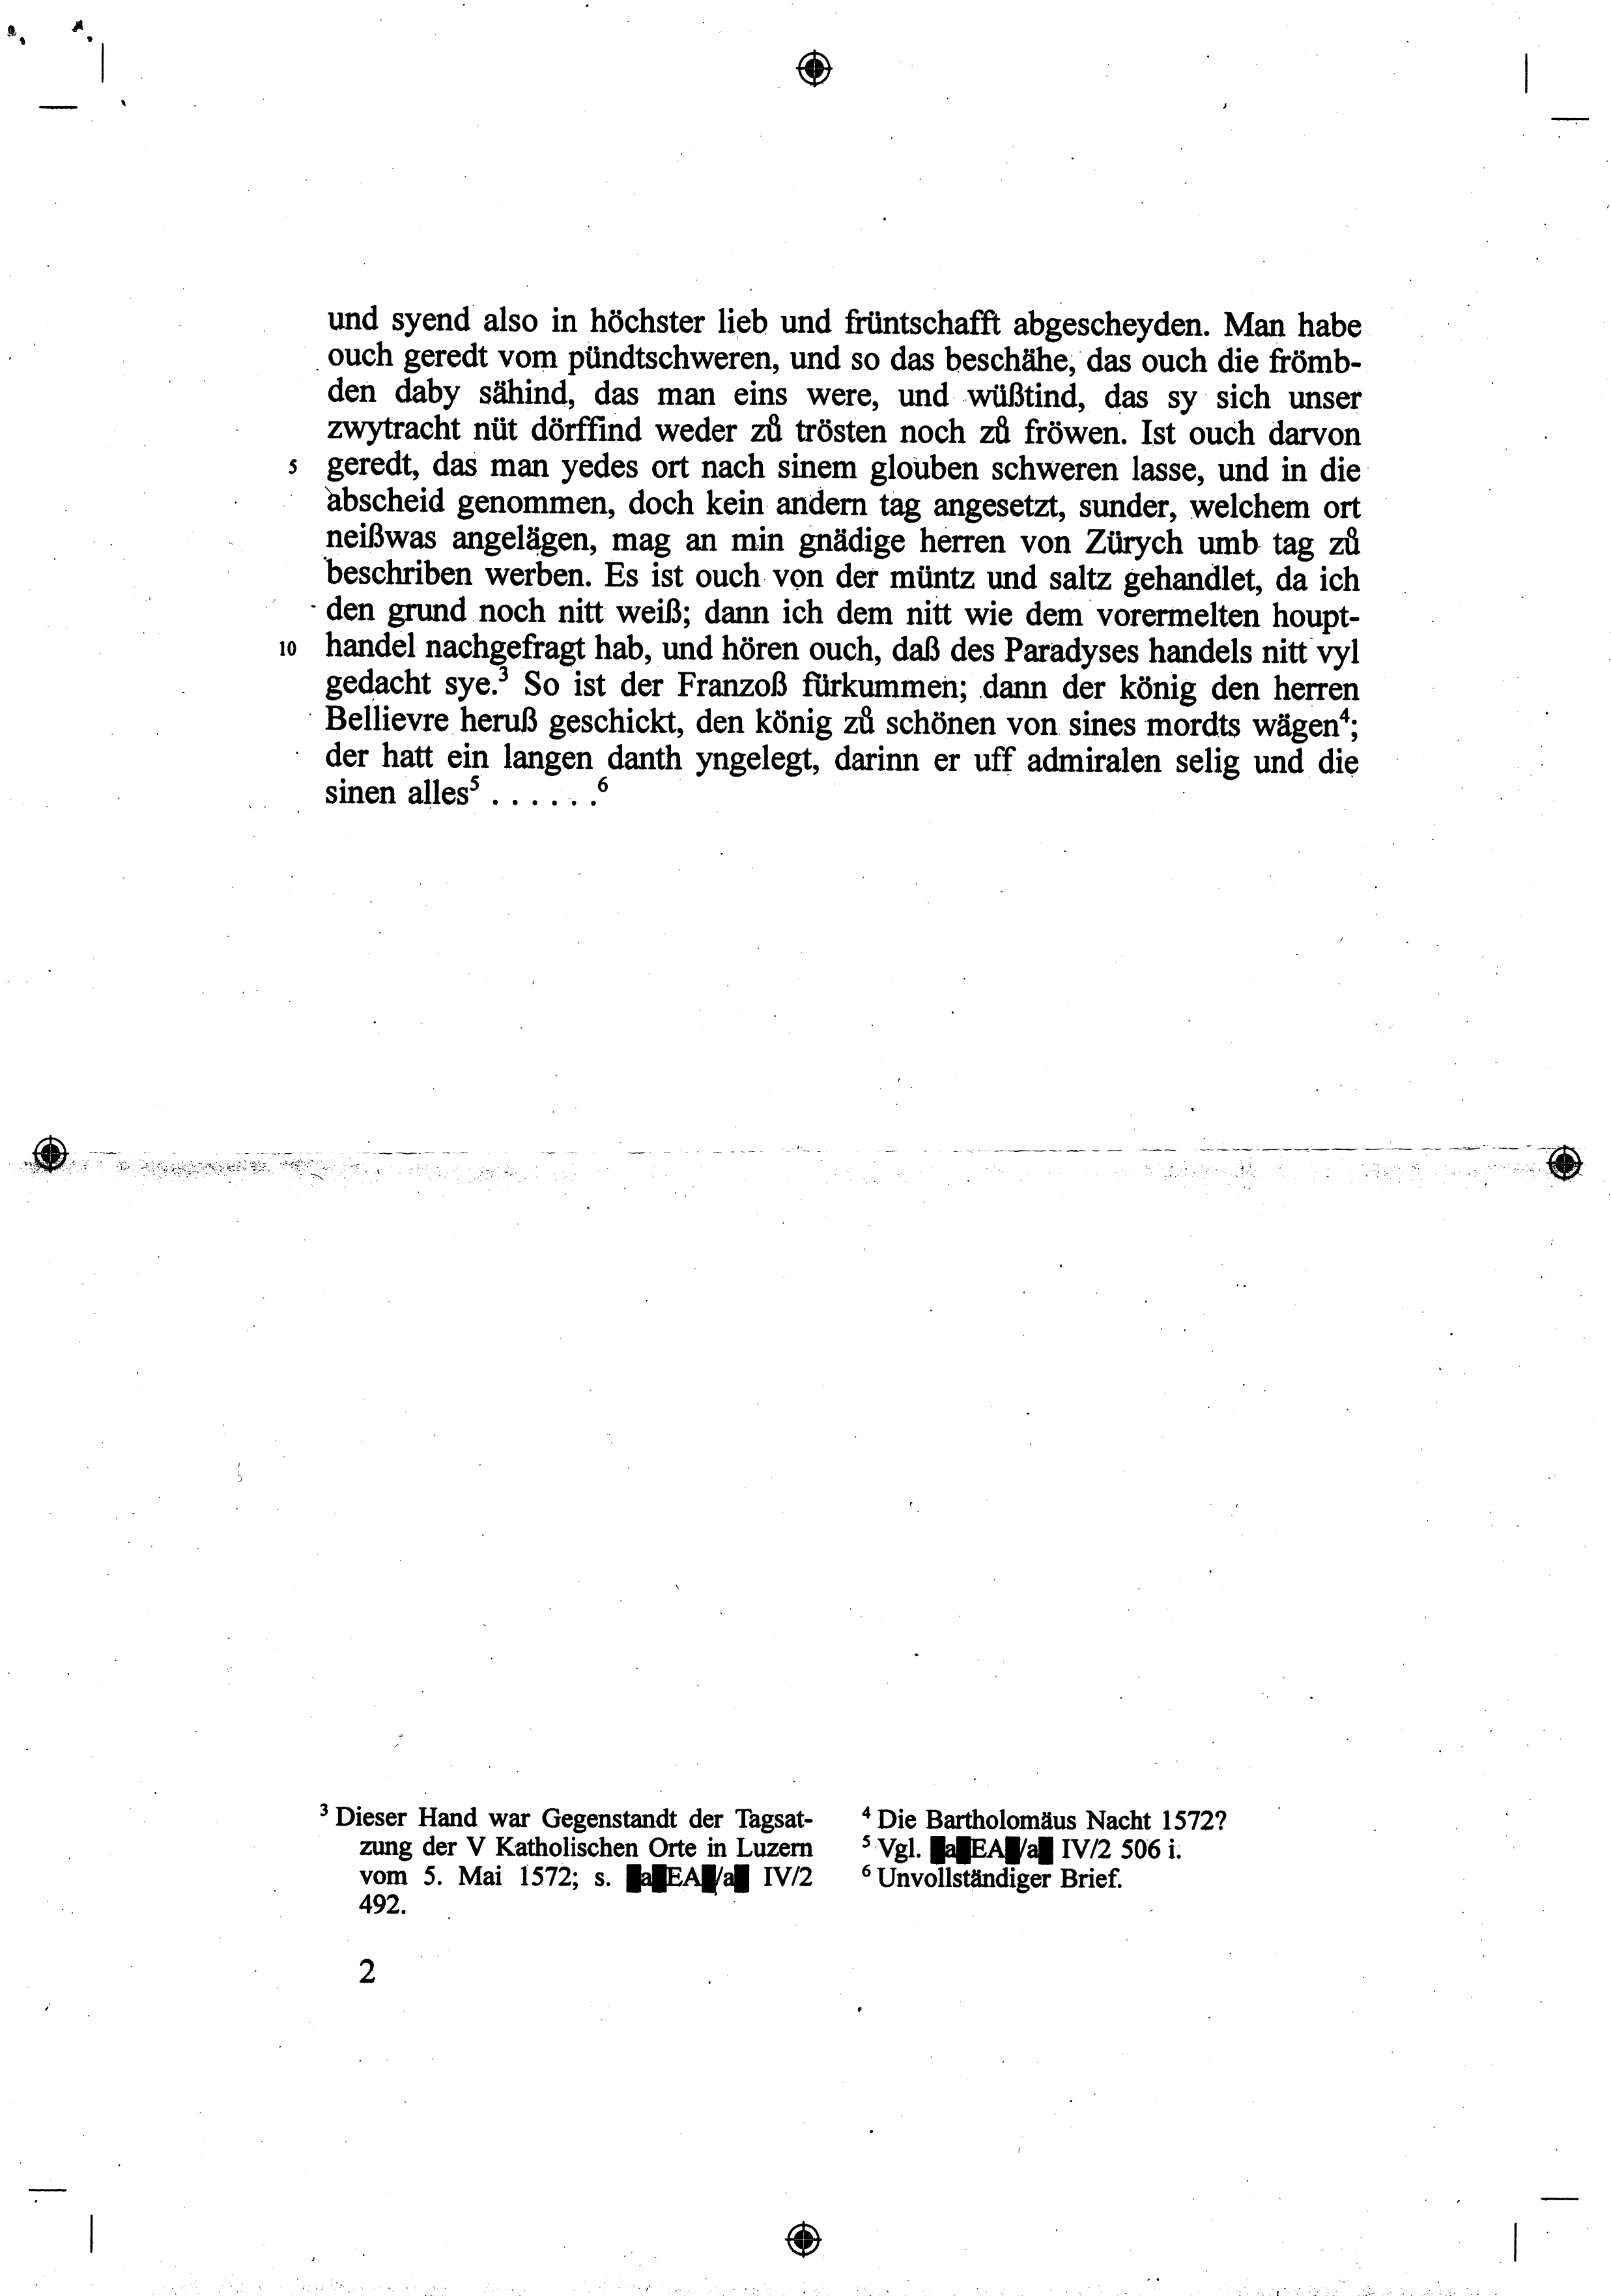 und syend also in höchster lieb und früntschafft abgescheyden. Man habe
ouch geredt vom pündtschweren, und so das beschähe, das ouch die frömb-
den daby sähind, das man eins were, und wüßtind, das sy sich unser
zwytracht nüt dörffind weder zů trösten noch zů fröwen. Ist ouch darvon
5 geredt, das man yedes ort nach sinem glouben schweren lasse, und in die
abscheid genommen, doch kein andern tag angesetzt, sunder, welchem ort
neißwas angelägen, mag an min gnädige herren von Zürych umb tag zů
beschriben werben. Es ist ouch von der müntz und saltz gehandlet, da ich
den grund noch nitt weiß; dann ich dem nitt wie dem vorermelten houpt-
10 handel nachgefragt hab, und hören ouch, daß des Paradyses handels nitt vyl
gedacht sye.³ So ist der Franzoß fürkummen; dann der könig den herren
Bellievre heruß geschickt, den könig zů schönen von sines mordts wägen⁴;
der hatt ein langen danth yngelegt, darinn er uff admiralen selig und die
sinen alles⁵ . . . . . .⁶
³ Dieser Hand war Gegenstandt der Tagsat-
zung der V Katholischen Orte in Luzern
vom 5. Mai 1572; s. a EA /a IV/2
492.
⁴ Die Bartholomäus Nacht 1572?
⁵ Vgl. a EA /a IV/2 506 i.
⁶ Unvollständiger Brief.
2